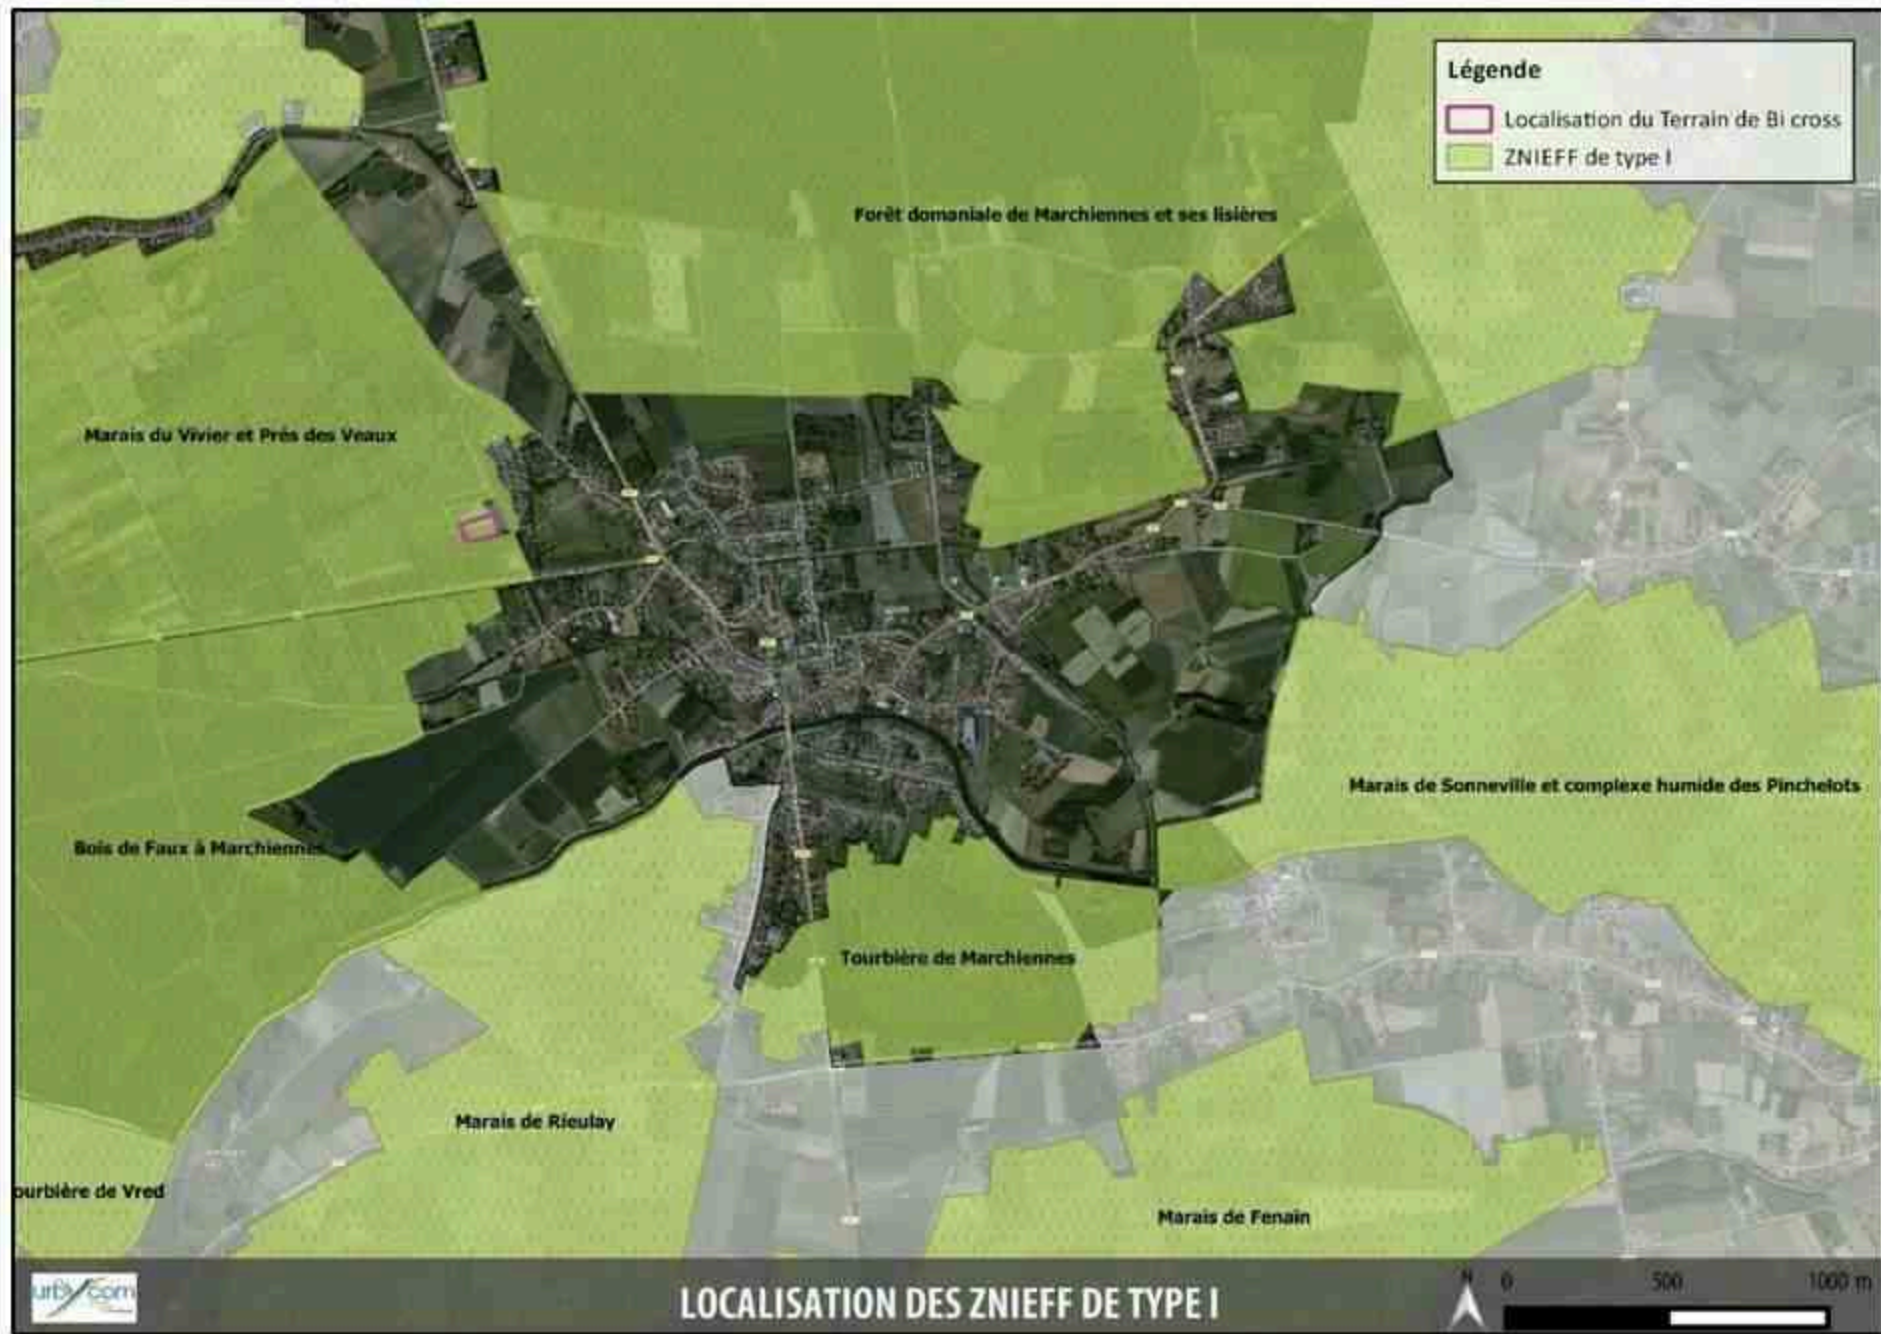 Légende
Localisation du Terrain de Bi cross
ZNIEFF de type I
Forêt domaniale de Marchiennes et ses lisières
Marais du Vivier et Prés des Veaux
Marais de Sonneville et complexe humide des Pinchelots
Bois de Faux à Marchiennes
Tourbière de Marchiennes
Marais de Rieulay
ourbière de Vred
Marais de Fenain
urbycom
LOCALISATION DES ZNIEFF DE TYPE I
N
0 500 1000 m